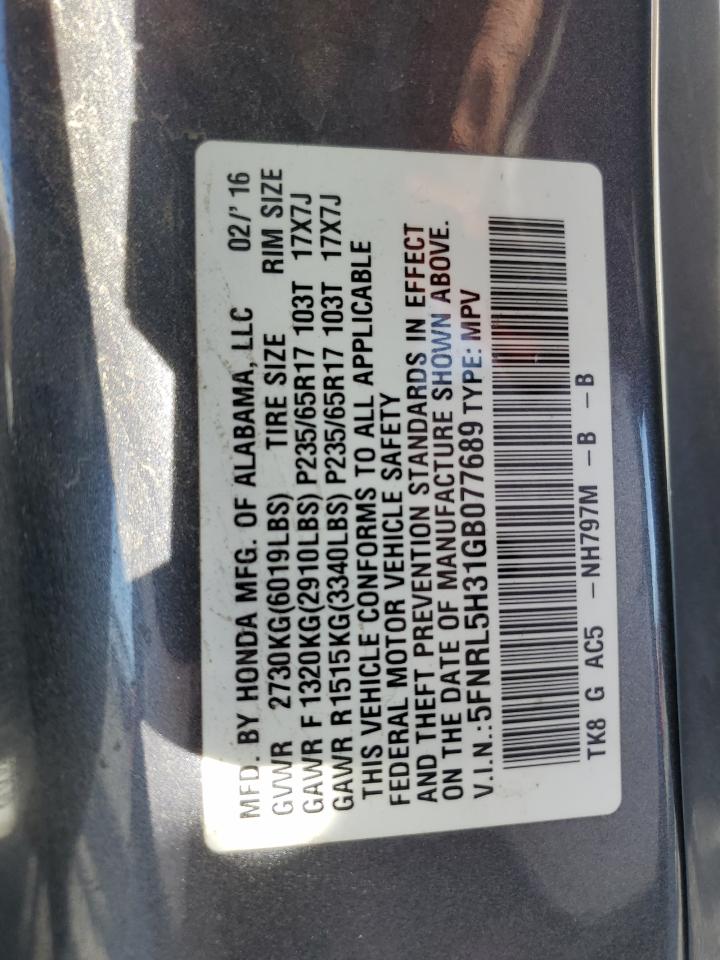 MFD. BY HONDA MFG. OF ALABAMA, LLC 02/'16
GVWR 2730KG(6019LBS) TIRE SIZE RIM SIZE
GAWR F 1320KG(2910LBS) P235/65R17 103T 17X7J
GAWR R1515KG(3340LBS) P235/65R17 103T 17X7J
THIS VEHICLE CONFORMS TO ALL APPLICABLE
FEDERAL MOTOR VEHICLE SAFETY
AND THEFT PREVENTION STANDARDS IN EFFECT
ON THE DATE OF MANUFACTURE SHOWN ABOVE.
V.I.N.:5FNRL5H31GB077689 TYPE: MPV
TK8 G AC5 -NH797M -B -B